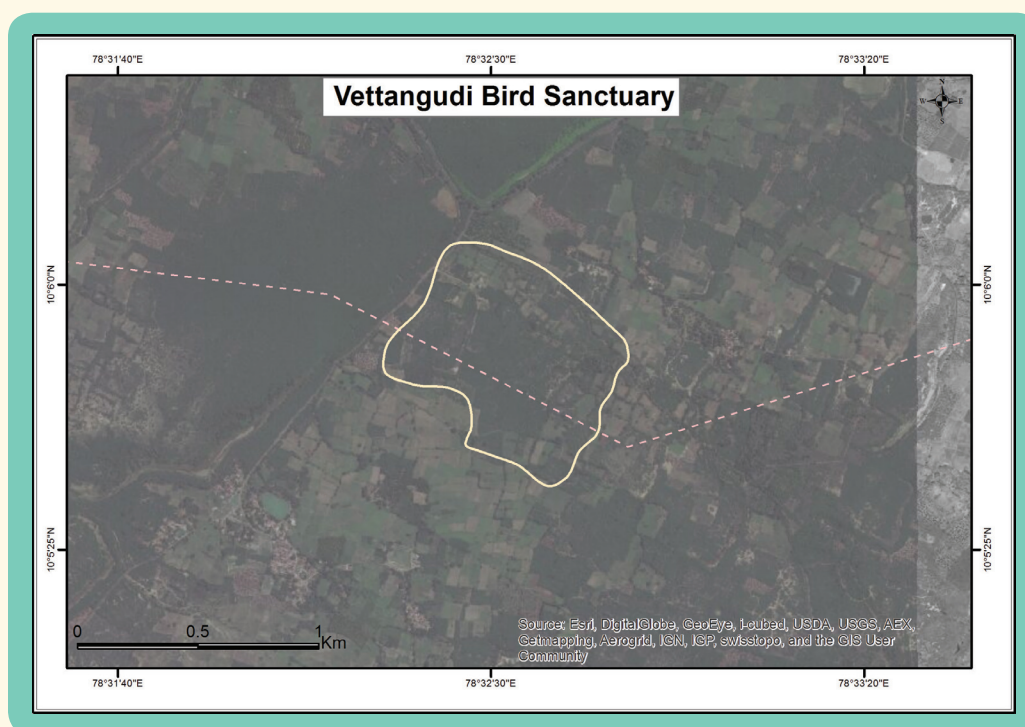 78°31'40"E 78°32'30"E 78°33'20"E
Vettangudi Bird Sanctuary
N
W E
S
10°6'0"N 10°6'0"N
10°5'25"N 10°5'25"N
0 0.5 1
Km
Source: Esri, DigitalGlobe, GeoEye, i-cubed, USDA, USGS, AEX,
Getmapping, Aerogrid, IGN, IGP, swisstopo, and the GIS User
Community
78°31'40"E 78°32'30"E 78°33'20"E